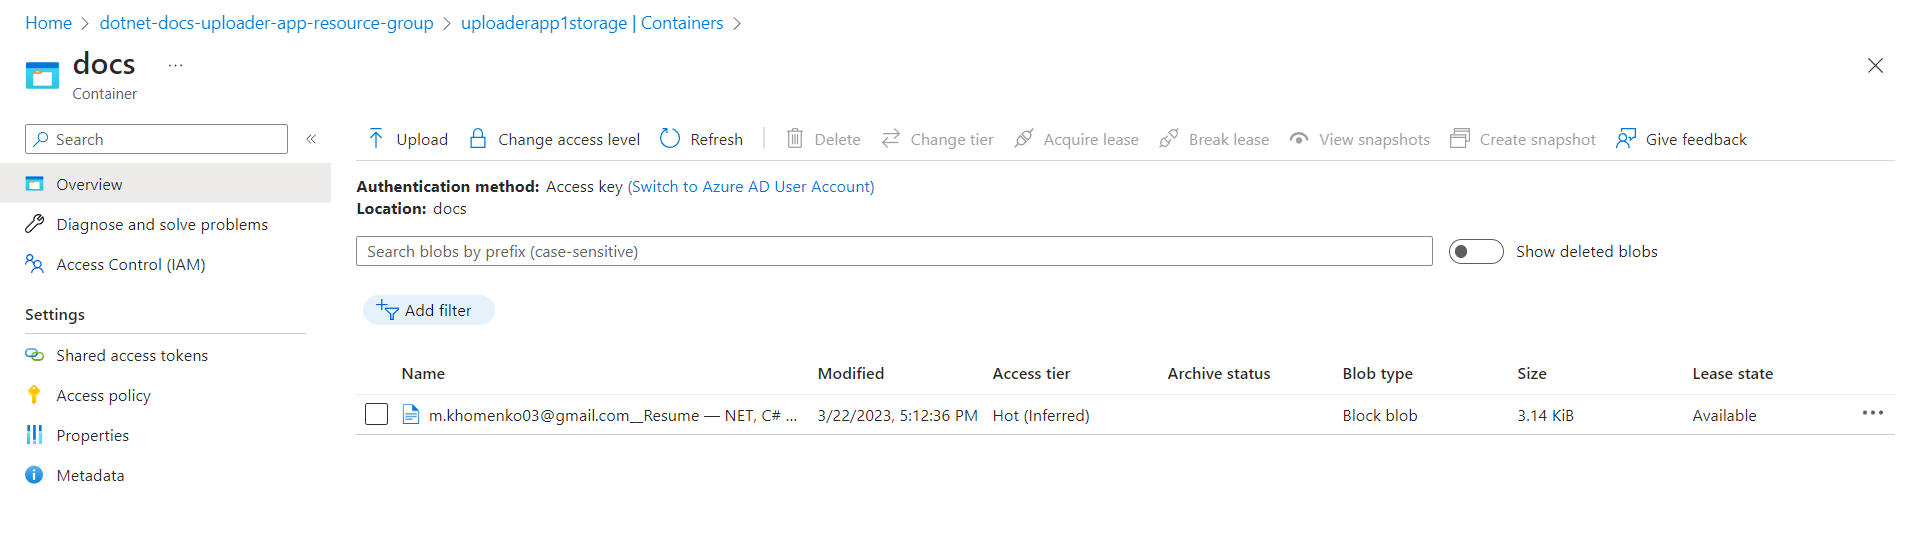 Home > dotnet-docs-uploader-app-resource-group > uploaderapp1storage | Containers >
docs ...
Container
Search «
Overview
Diagnose and solve problems
Access Control (IAM)
Settings
Shared access tokens
Access policy
Properties
Metadata
Upload Change access level Refresh | Delete Change tier Acquire lease Break lease View snapshots Create snapshot Give feedback
Authentication method: Access key (Switch to Azure AD User Account)
Location: docs
Search blobs by prefix (case-sensitive) Show deleted blobs
Add filter
Name Modified Access tier Archive status Blob type Size Lease state
m.khomenko03@gmail.com__Resume — NET, C# ... 3/22/2023, 5:12:36 PM Hot (Inferred) Block blob 3.14 KiB Available ...